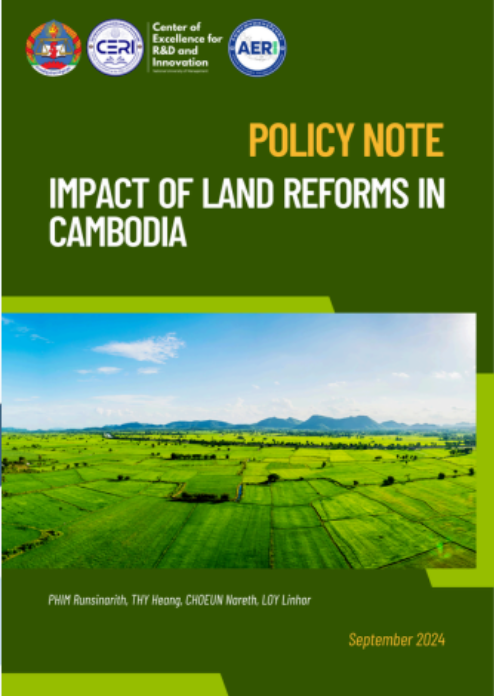 CERI
Center of
Excellence for
R&D and
Innovation
AERI
POLICY NOTE
IMPACT OF LAND REFORMS IN
CAMBODIA
PHIM Runsinarith, THY Heang, CHOEUN Nareth, LOY Linhor
September 2024